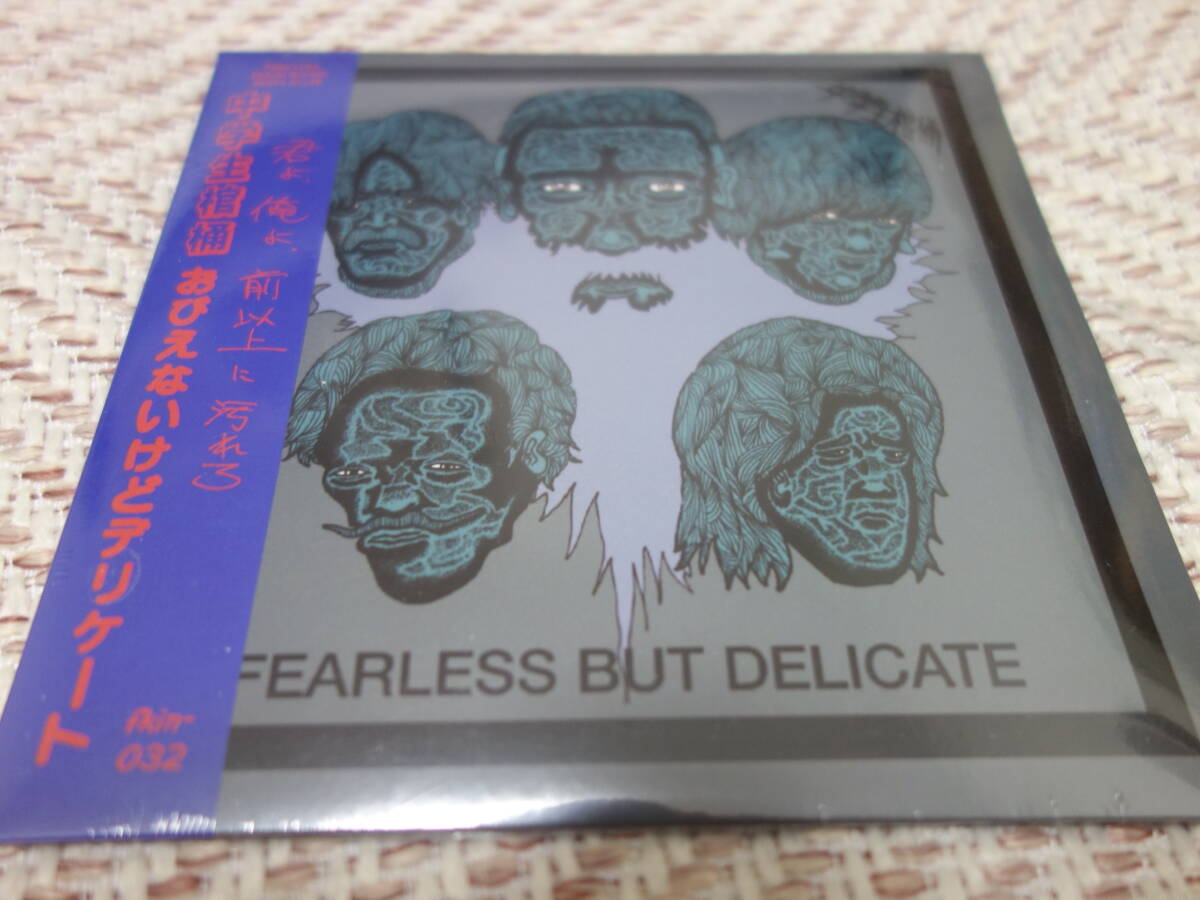 中学生棺桶
おびえないけどデリケート
君よ、俺よ、前以上に汚れろ
fkin-
032
FEARLESS BUT DELICATE